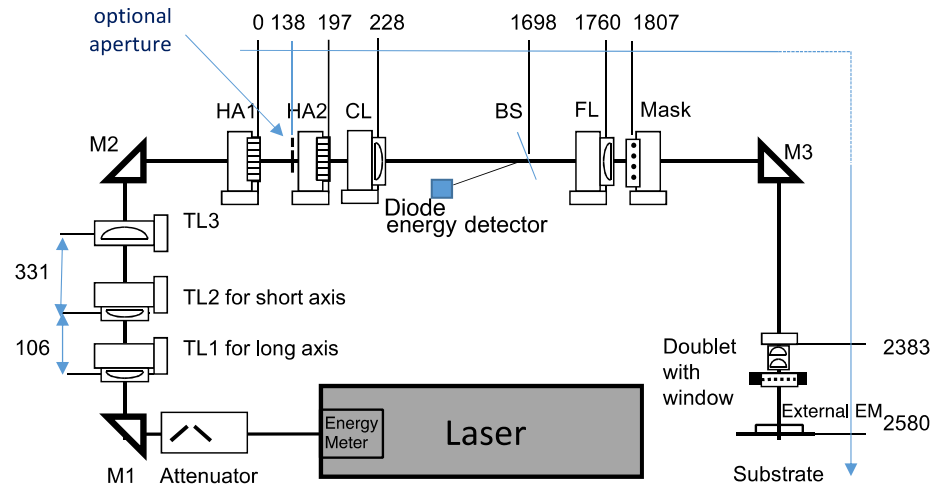 optional
aperture
0 138 197 228 1698 1760 1807
HA1 HA2 CL BS FL Mask
M2
M3
Diode
energy detector
TL3
331
TL2 for short axis
106
TL1 for long axis
Doublet
with
window
2383
External EM
2580
Energy
Meter
Laser
M1
Attenuator
Substrate